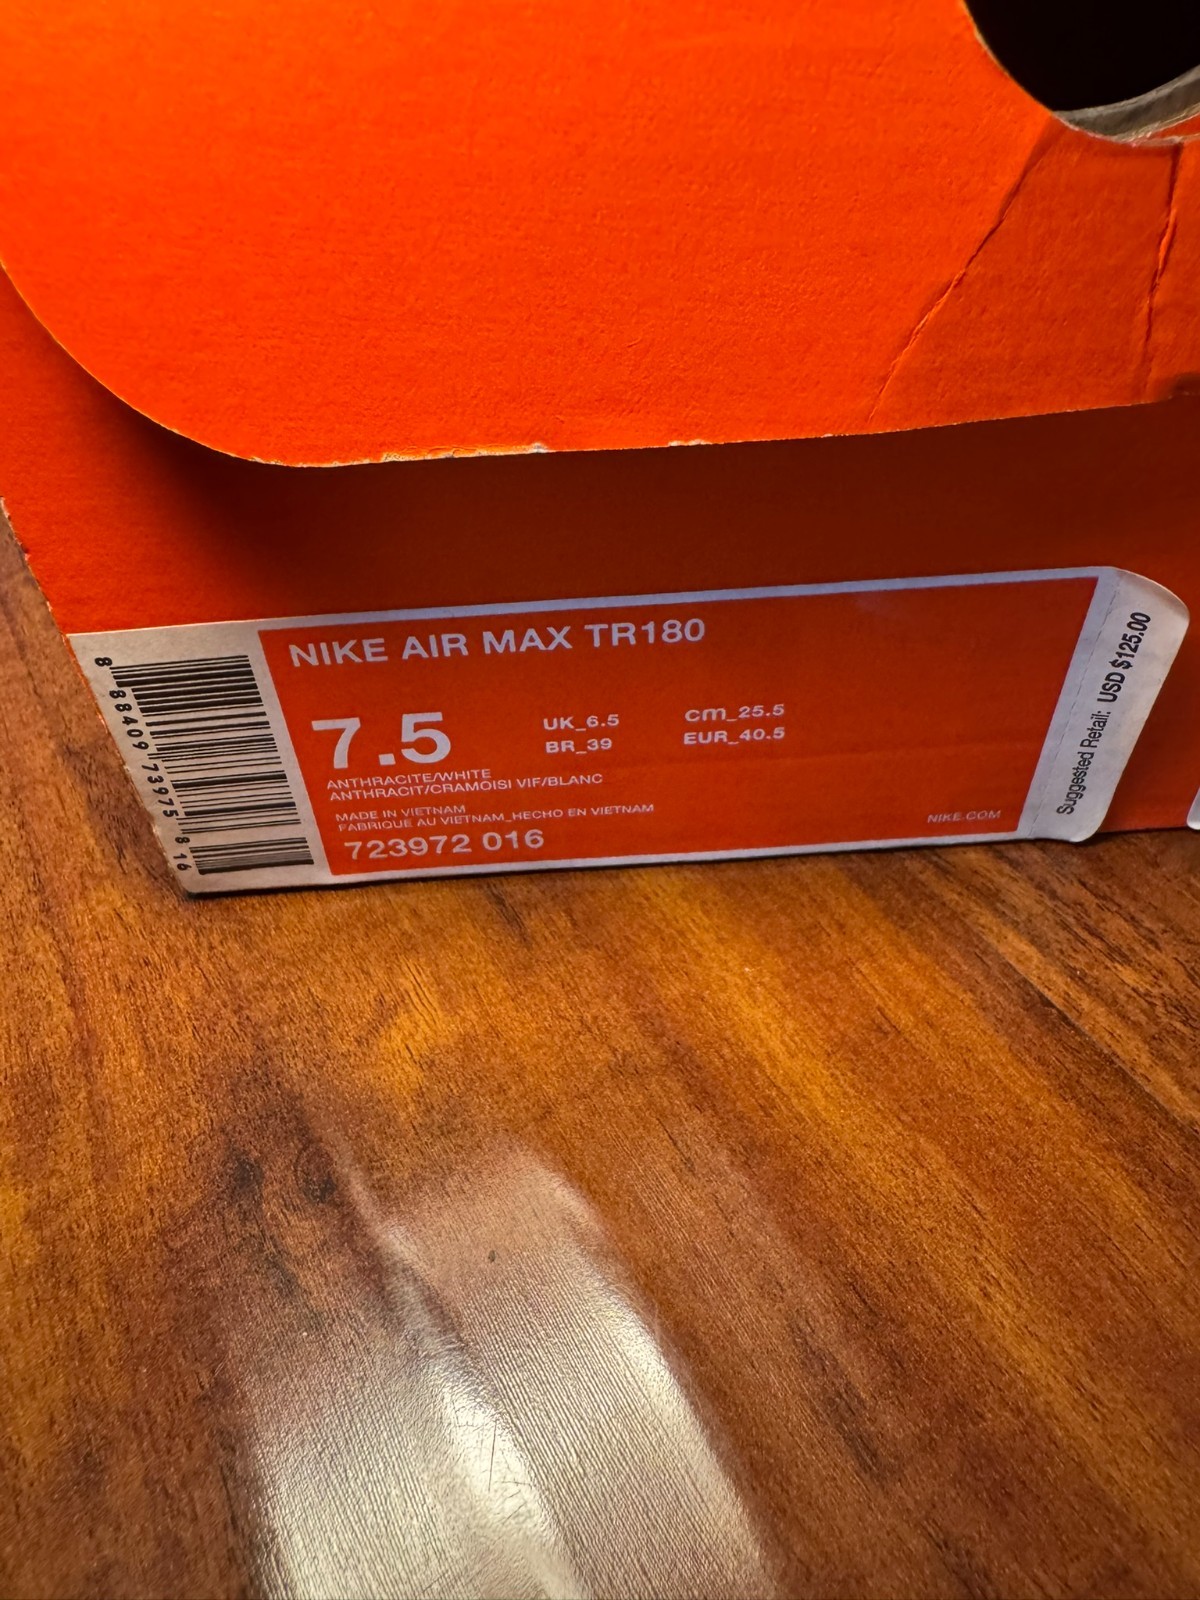 NIKE AIR MAX TR180
7.5
UK_6.5
cm_25.5
BR_39
EUR_40.5
ANTHRACITE/WHITE
ANTHRACIT/CRAMOISI VIF/BLANC
MADE IN VIETNAM
FABRIQUE AU VIETNAM_HECHO EN VIETNAM
723972 016
NIKE.COM
8 88409 73975 8 16
Suggested Retail: USD $125.00